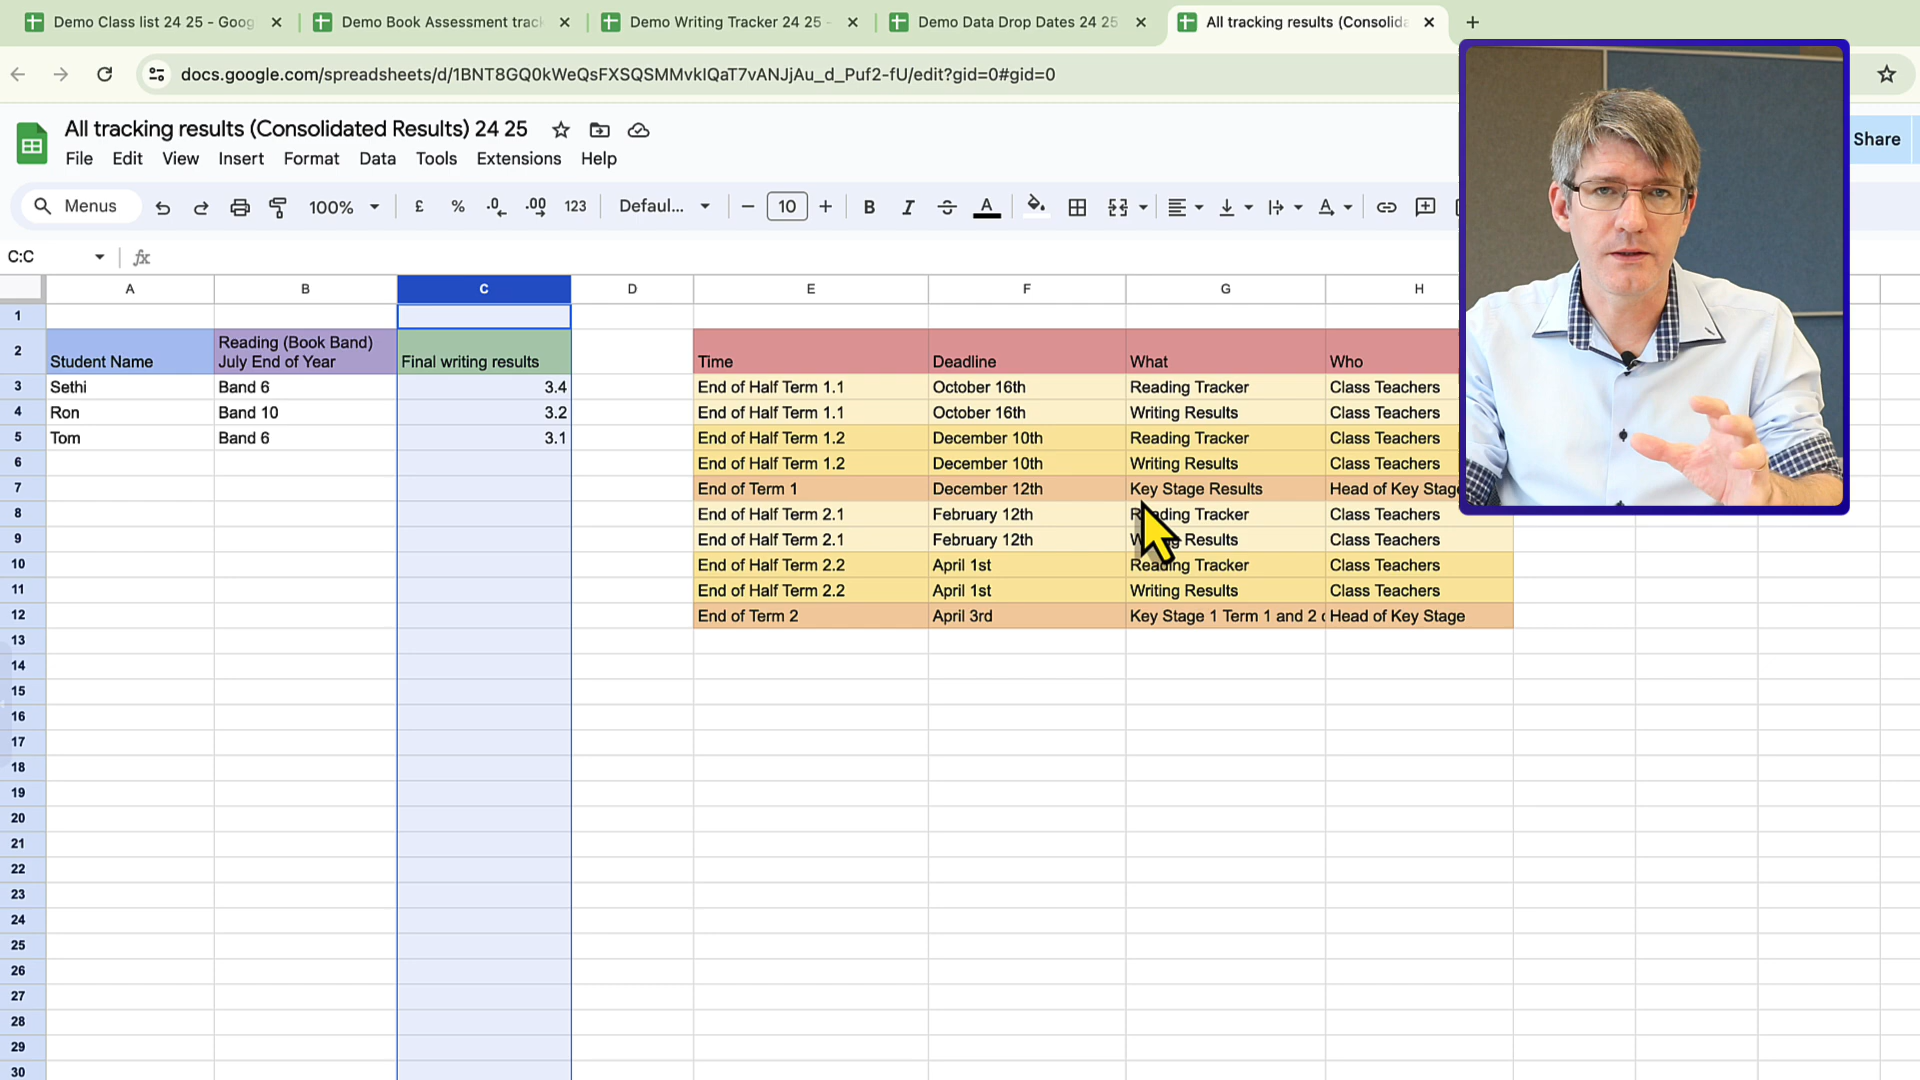 Demo Class list 24 25 - Goog
Demo Book Assessment track
Demo Writing Tracker 24 25 -
Demo Data Drop Dates 24 25
All tracking results (Consolida
docs.google.com/spreadsheets/d/1BNT8GQ0kWeQsFXSQSMMvklQaT7vANJjAu_d_Puf2-fU/edit?gid=0#gid=0
All tracking results (Consolidated Results) 24 25
Share
File Edit View Insert Format Data Tools Extensions Help
Menus 100% £ % .0 .00 123 Defaul... 10 B I S A
C:C fx
A B C D E F G H
1
2 Student Name Reading (Book Band) July End of Year Final writing results Time Deadline What Who
3 Sethi Band 6 3.4 End of Half Term 1.1 October 16th Reading Tracker Class Teachers
4 Ron Band 10 3.2 End of Half Term 1.1 October 16th Writing Results Class Teachers
5 Tom Band 6 3.1 End of Half Term 1.2 December 10th Reading Tracker Class Teachers
6 End of Half Term 1.2 December 10th Writing Results Class Teachers
7 End of Term 1 December 12th Key Stage Results Head of Key Stage
8 End of Half Term 2.1 February 12th Reading Tracker Class Teachers
9 End of Half Term 2.1 February 12th Writing Results Class Teachers
10 End of Half Term 2.2 April 1st Reading Tracker Class Teachers
11 End of Half Term 2.2 April 1st Writing Results Class Teachers
12 End of Term 2 April 3rd Key Stage 1 Term 1 and 2 Head of Key Stage
13
14
15
16
17
18
19
20
21
22
23
24
25
26
27
28
29
30